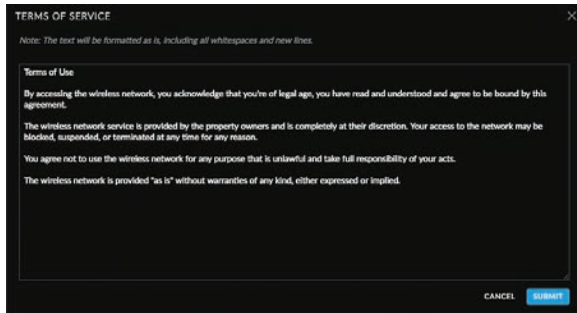 TERMS OF SERVICE
Note: The text will be formatted as is, including all whitespaces and new lines.
Terms of Use
By accessing the wireless network, you acknowledge that you're of legal age, you have read and understood and agree to be bound by this
agreement.
The wireless network service is provided by the property owners and is completely at their discretion. Your access to the network may be
blocked, suspended, or terminated at any time for any reason.
You agree not to use the wireless network for any purpose that is unlawful and take full responsibility of your acts.
The wireless network is provided "as is" without warranties of any kind, either expressed or implied.
CANCEL SUBMIT